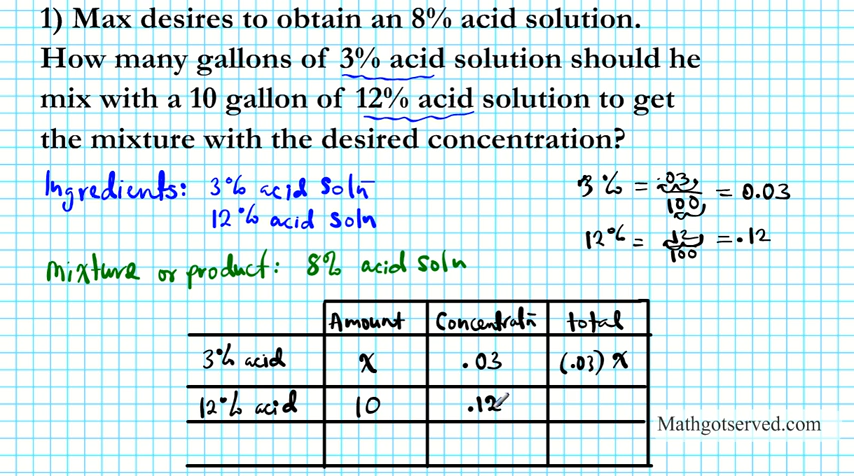 1) Max desires to obtain an 8% acid solution.
How many gallons of 3% acid solution should he
mix with a 10 gallon of 12% acid solution to get
the mixture with the desired concentration?
Ingredients: 3% acid Soln
12% acid soln
3% = .03/100 = 0.03
12% = 12/100 = .12
Mixture or product: 8% acid soln
Amount Concentratn total
3% acid x .03 (.03) x
12% acid 10 .12
Mathgotserved.com